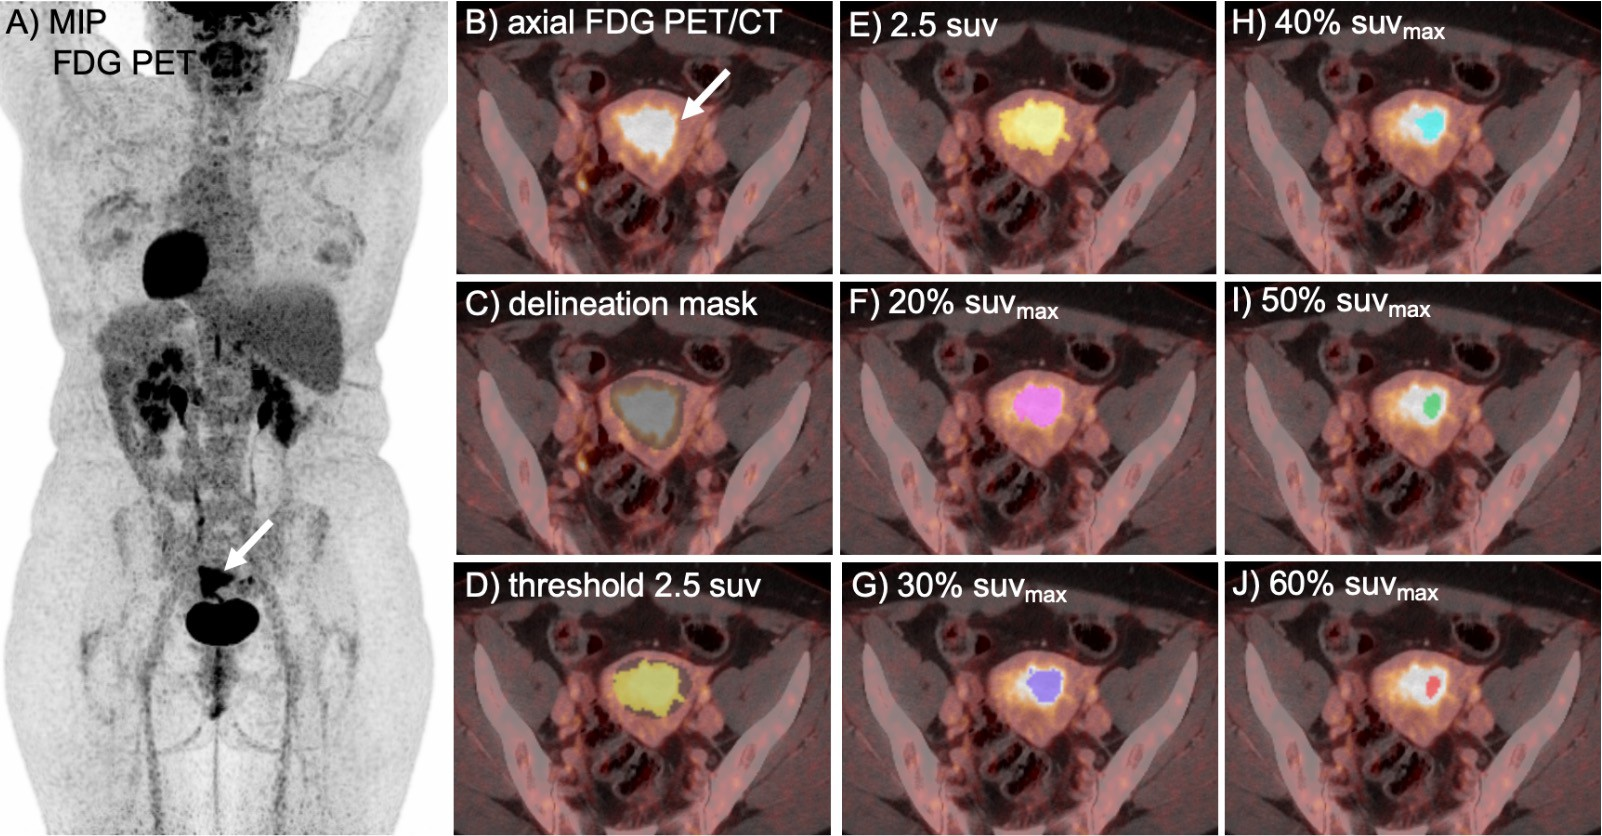 A) MIP
FDG PET
B) axial FDG PET/CT
C) delineation mask
D) threshold 2.5 suv
E) 2.5 suv
F) 20% suvmax
G) 30% suvmax
H) 40% suvmax
I) 50% suvmax
J) 60% suvmax